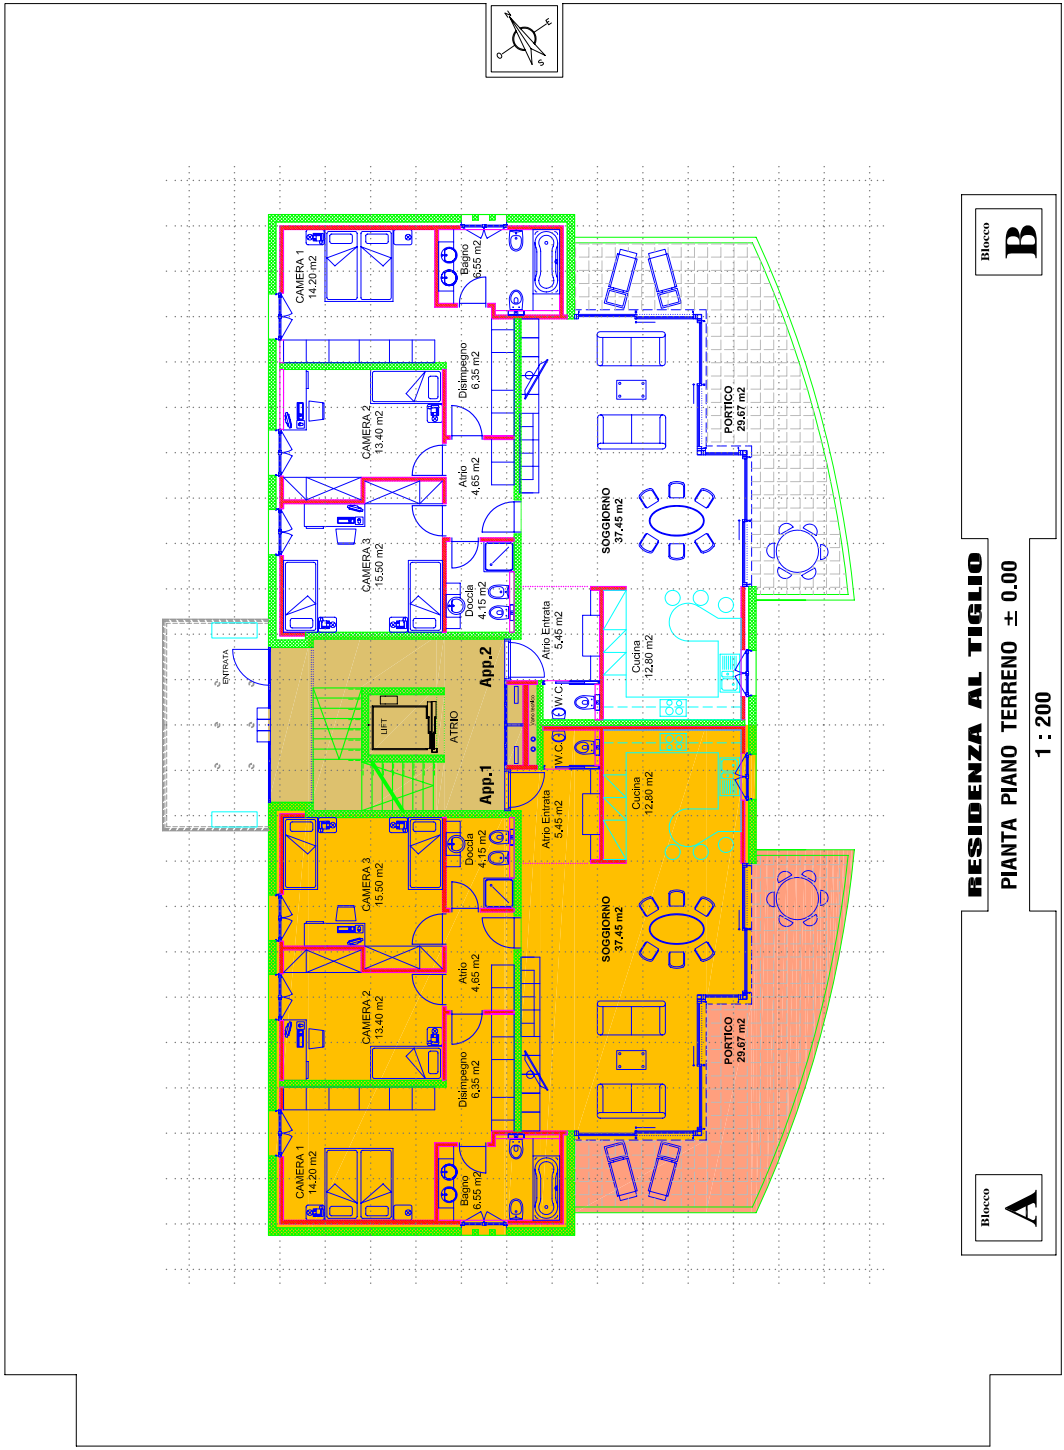 N
E
S
O
CAMERA 1
14.20 m2
Bagno
6.55 m2
CAMERA 2
13.40 m2
Disimpegno
6.35 m2
Atrio
4.65 m2
CAMERA 3
15.50 m2
Doccia
4.15 m2
SOGGIORNO
37.45 m2
PORTICO
29.67 m2
Atrio Entrata
5.45 m2
Cucina
12.80 m2
W.C.
ENTRATA
LIFT
ATRIO
App.2
App.1
W.C.
Atrio Entrata
5.45 m2
Cucina
12.80 m2
CAMERA 3
15.50 m2
Doccia
4.15 m2
SOGGIORNO
37.45 m2
Atrio
4.65 m2
CAMERA 2
13.40 m2
Disimpegno
6.35 m2
PORTICO
29.67 m2
CAMERA 1
14.20 m2
Bagno
6.55 m2
Blocco
A
RESIDENZA AL TIGLIO
PIANTA PIANO TERRENO ± 0.00
1 : 200
Blocco
B